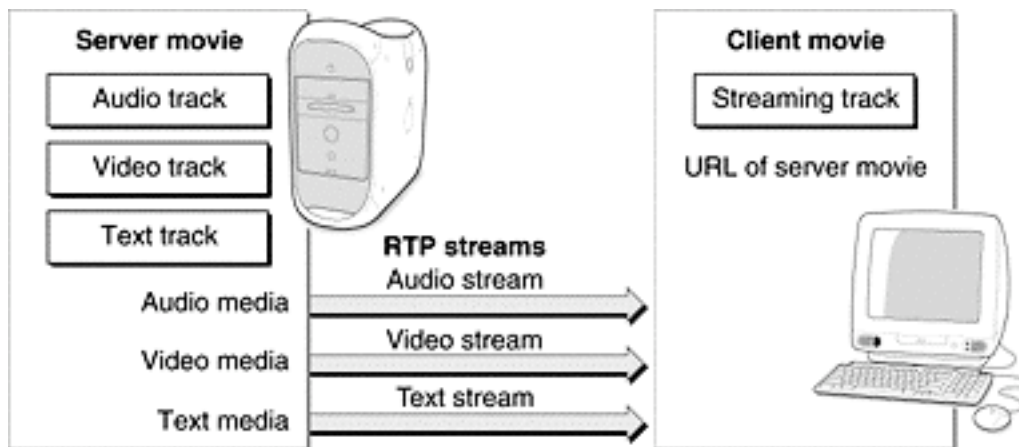 Server movie
Audio track
Video track
Text track
Audio media
Video media
Text media
RTP streams
Audio stream
Video stream
Text stream
Client movie
Streaming track
URL of server movie